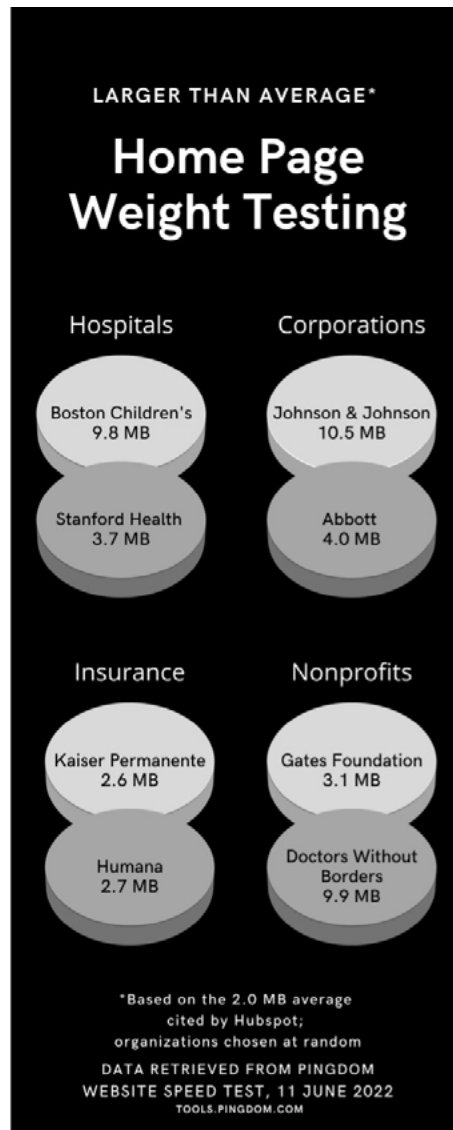 LARGER THAN AVERAGE*
Home Page
Weight Testing
Hospitals
Boston Children's
9.8 MB
Stanford Health
3.7 MB
Corporations
Johnson & Johnson
10.5 MB
Abbott
4.0 MB
Insurance
Kaiser Permanente
2.6 MB
Humana
2.7 MB
Nonprofits
Gates Foundation
3.1 MB
Doctors Without
Borders
9.9 MB
*Based on the 2.0 MB average
cited by Hubspot;
organizations chosen at random
DATA RETRIEVED FROM PINGDOM
WEBSITE SPEED TEST, 11 JUNE 2022
TOOLS.PINGDOM.COM